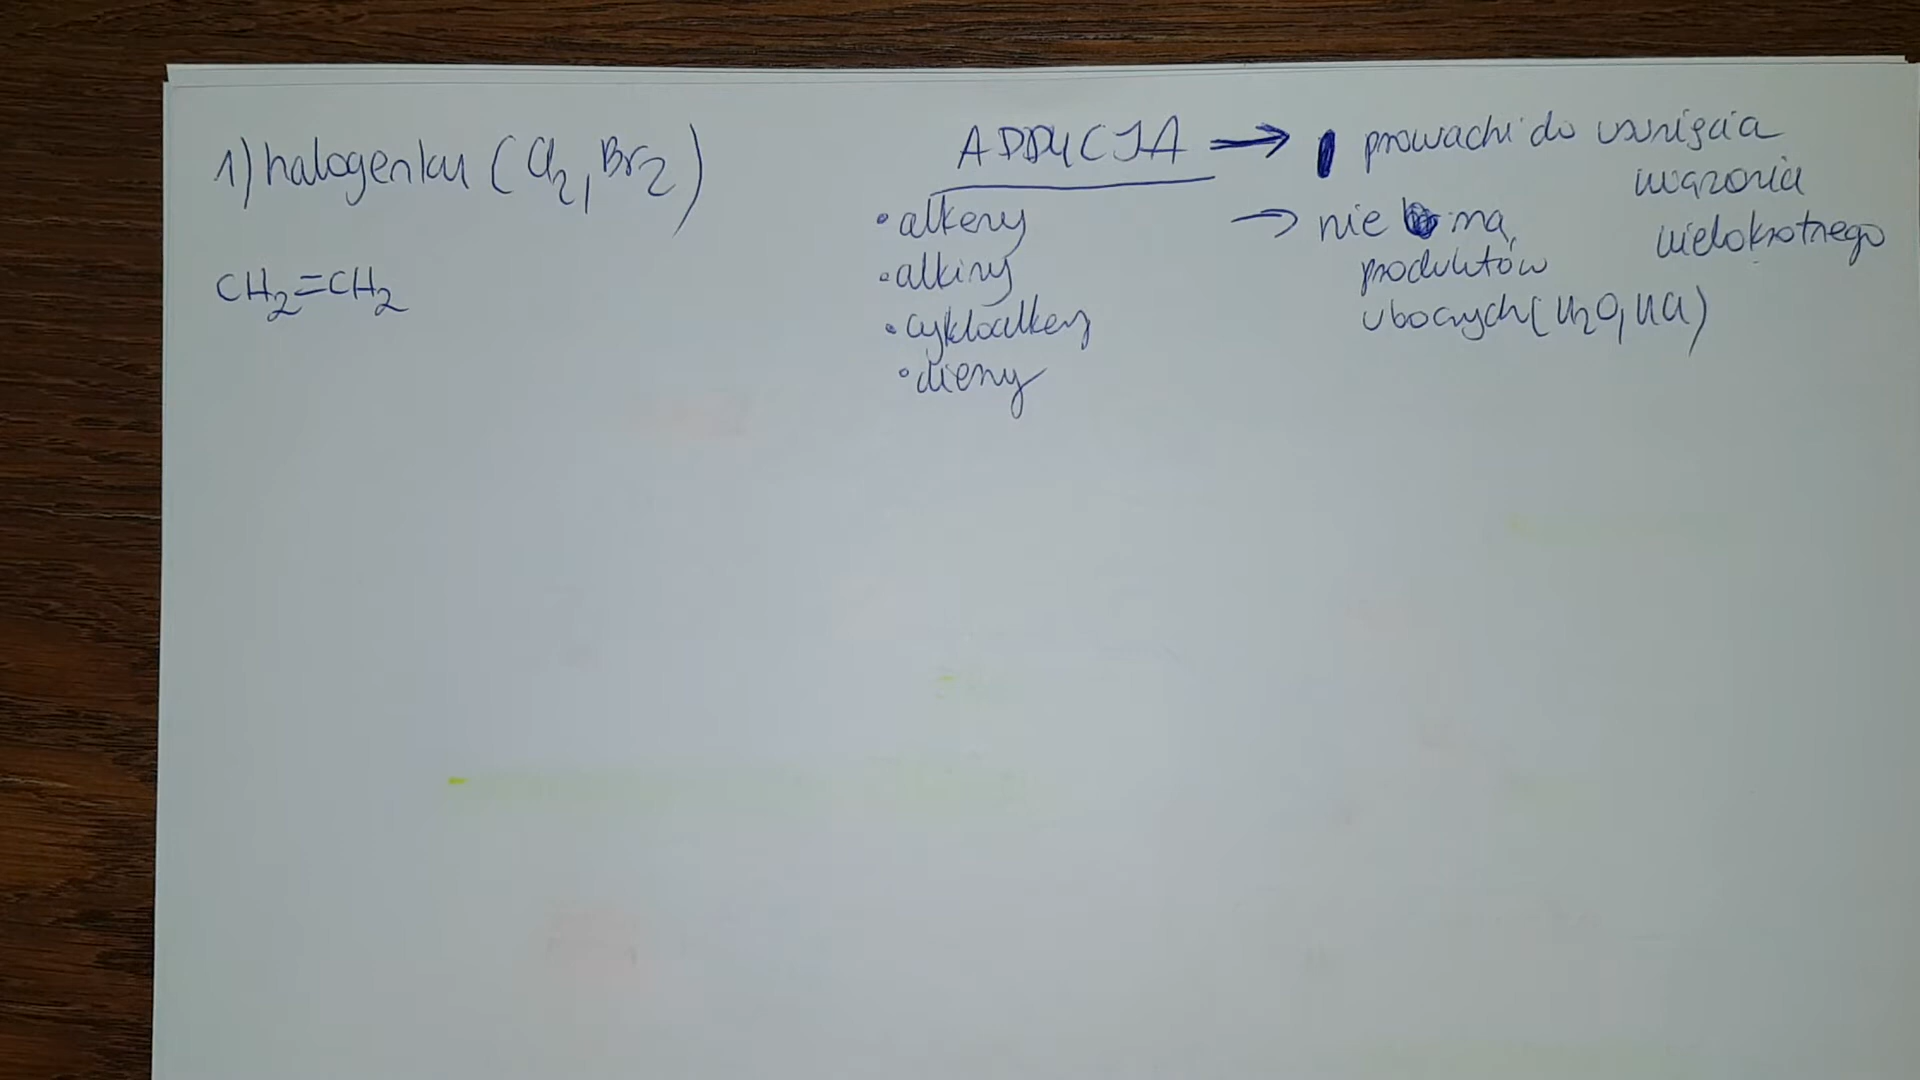 1) halogenku (Cl2, Br2)
CH2=CH2
ADDYCJA → prowadzi do usunięcia
wiązania
wielokrotnego
• alkeny
• alkiny
• cykloalkeny
• dieny
→ nie ma
produktów
ubocznych (H2O, HCl)